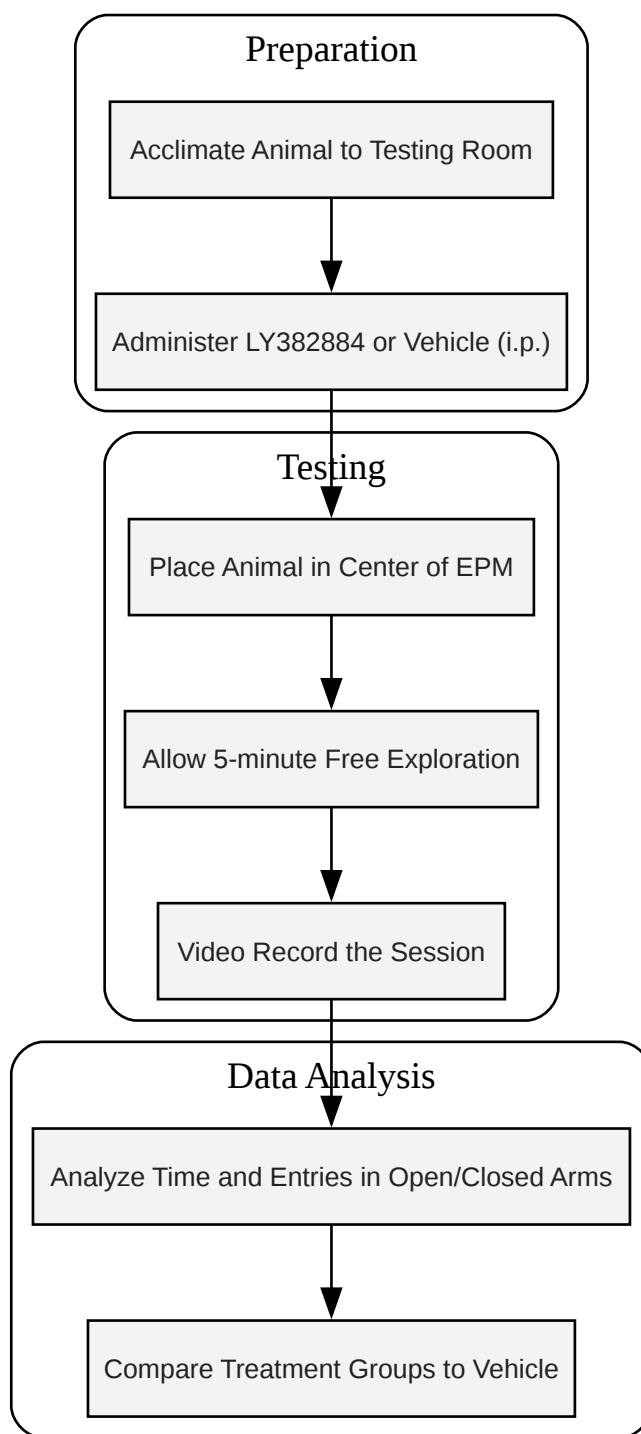 Preparation
Acclimate Animal to Testing Room
Administer LY382884 or Vehicle (i.p.)
Testing
Place Animal in Center of EPM
Allow 5-minute Free Exploration
Video Record the Session
Data Analysis
Analyze Time and Entries in Open/Closed Arms
Compare Treatment Groups to Vehicle